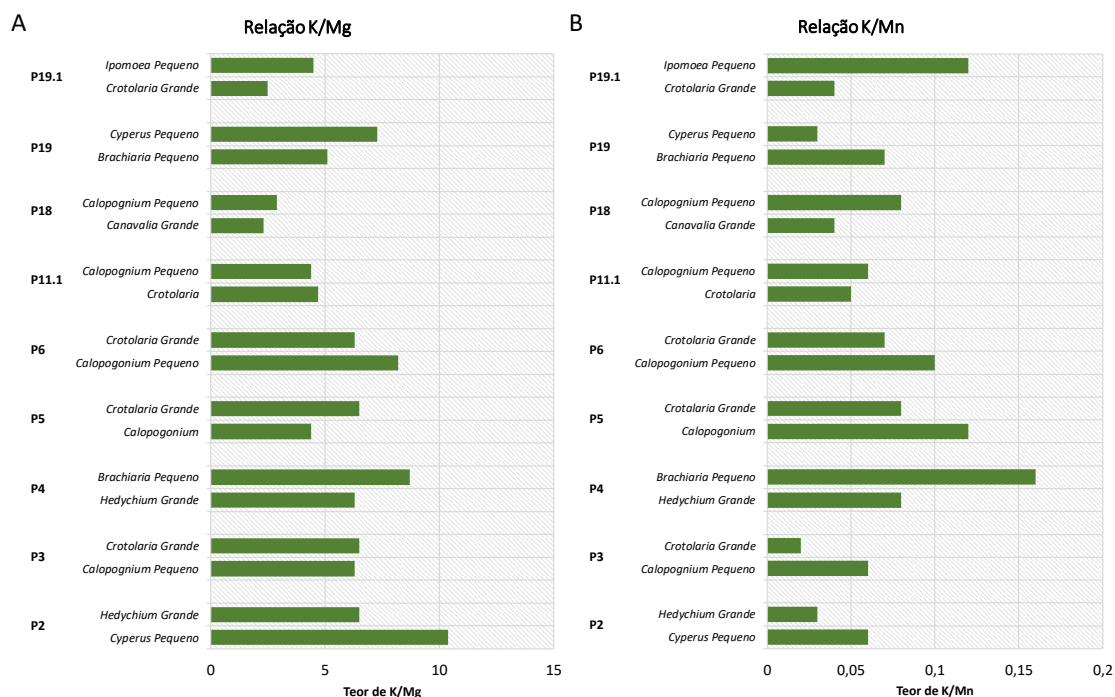 A
Relação K/Mg
P19.1
Ipomoea Pequeno
Crotolaria Grande
P19
Cyperus Pequeno
Brachiaria Pequeno
P18
Calopognium Pequeno
Canavalia Grande
P11.1
Calopognium Pequeno
Crotolaria
P6
Crotolaria Grande
Calopogonium Pequeno
P5
Crotalaria Grande
Calopogonium
P4
Brachiaria Pequeno
Hedychium Grande
P3
Crotolaria Grande
Calopognium Pequeno
P2
Hedychium Grande
Cyperus Pequeno
0 5 10 15
Teor de K/Mg
B
Relação K/Mn
P19.1
Ipomoea Pequeno
Crotolaria Grande
P19
Cyperus Pequeno
Brachiaria Pequeno
P18
Calopognium Pequeno
Canavalia Grande
P11.1
Calopognium Pequeno
Crotolaria
P6
Crotolaria Grande
Calopogonium Pequeno
P5
Crotalaria Grande
Calopogonium
P4
Brachiaria Pequeno
Hedychium Grande
P3
Crotolaria Grande
Calopognium Pequeno
P2
Hedychium Grande
Cyperus Pequeno
0 0,05 0,1 0,15 0,2
Teor de K/Mn